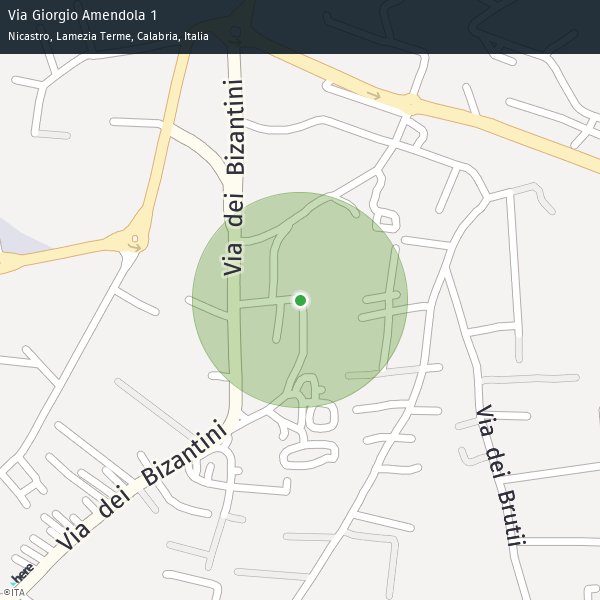 Via Giorgio Amendola 1
Nicastro, Lamezia Terme, Calabria, Italia
Via dei Bizantini
Via dei Bizantini
Via dei Brutii
here
©ITA